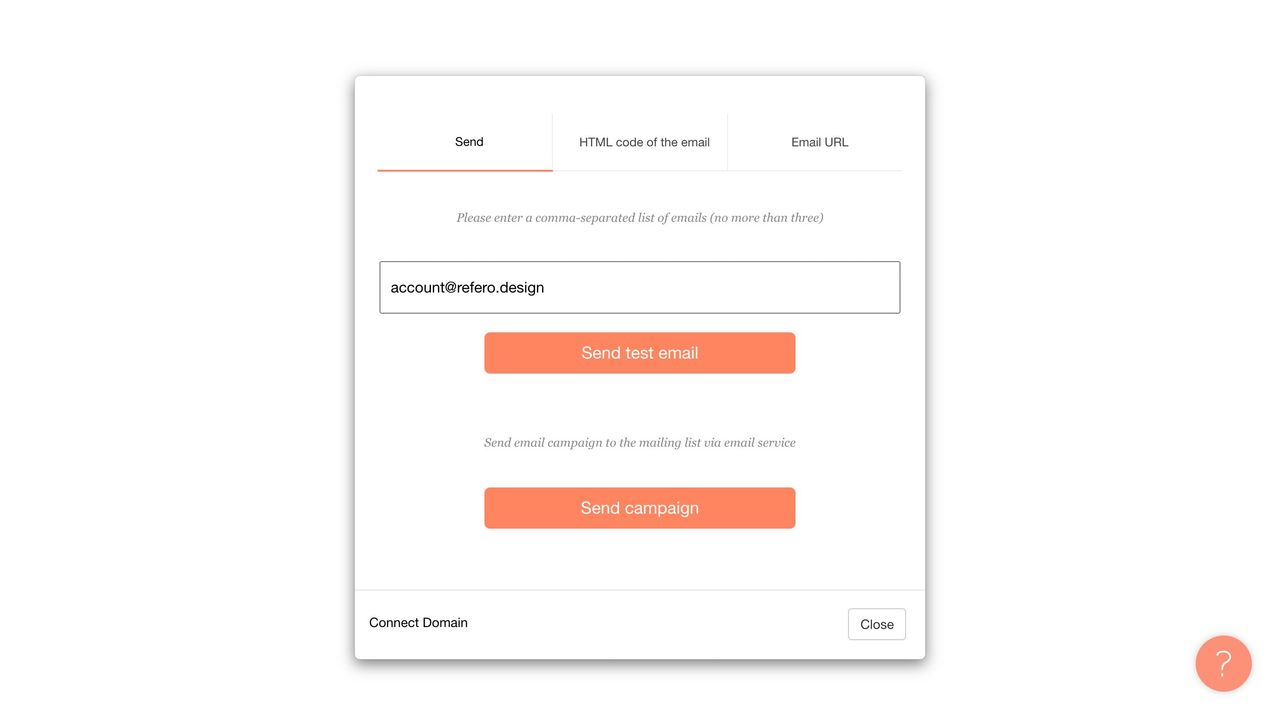 Send
HTML code of the email
Email URL
Please enter a comma-separated list of emails (no more than three)
account@refero.design
Send test email
Send email campaign to the mailing list via email service
Send campaign
Connect Domain
Close
?